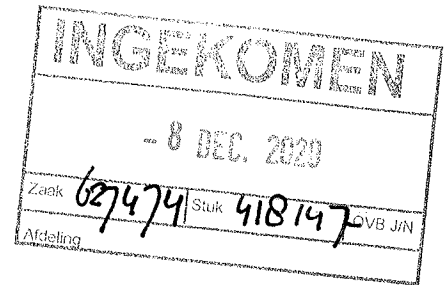 INGEKOMEN
- 8 DEC. 2020
Zaak 627474 Stuk 418147 OVB J/N
Afdeling